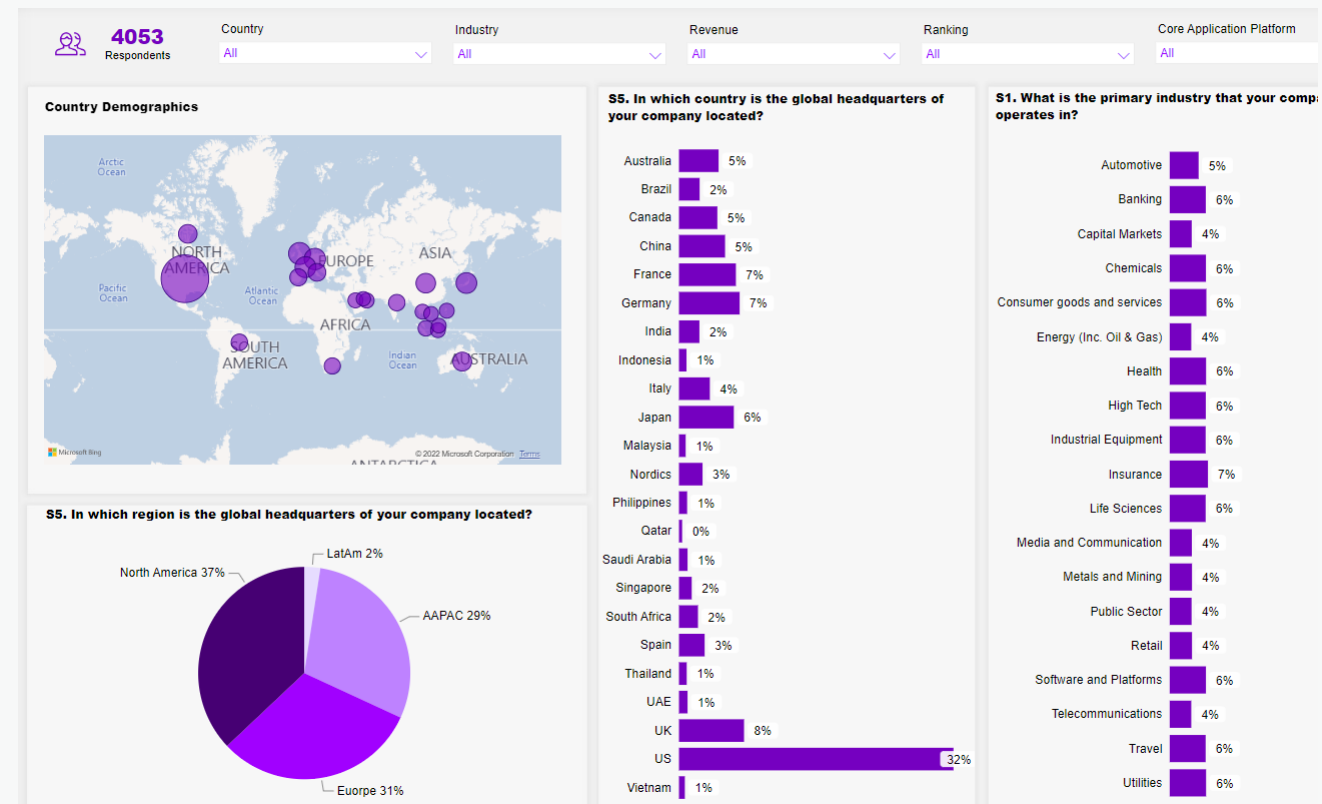 4053
Respondents
Country
All
Industry
All
Revenue
All
Ranking
All
Core Application Platform
All
Country Demographics
Arctic
Ocean
NORTH
AMERICA
EUROPE
ASIA
Pacific
Ocean
Atlantic
Ocean
AFRICA
SOUTH
AMERICA
Indian
Ocean
AUSTRALIA
Microsoft Bing
© 2022 Microsoft Corporation Terms
ANTARCTICA
S5. In which region is the global headquarters of your company located?
LatAm 2%
North America 37%
AAPAC 29%
Euorpe 31%
S5. In which country is the global headquarters of
your company located?
Australia 5%
Brazil 2%
Canada 5%
China 5%
France 7%
Germany 7%
India 2%
Indonesia 1%
Italy 4%
Japan 6%
Malaysia 1%
Nordics 3%
Philippines 1%
Qatar 0%
Saudi Arabia 1%
Singapore 2%
South Africa 2%
Spain 3%
Thailand 1%
UAE 1%
UK 8%
US 32%
Vietnam 1%
S1. What is the primary industry that your comp
operates in?
Automotive 5%
Banking 6%
Capital Markets 4%
Chemicals 6%
Consumer goods and services 6%
Energy (Inc. Oil & Gas) 4%
Health 6%
High Tech 6%
Industrial Equipment 6%
Insurance 7%
Life Sciences 6%
Media and Communication 4%
Metals and Mining 4%
Public Sector 4%
Retail 4%
Software and Platforms 6%
Telecommunications 4%
Travel 6%
Utilities 6%